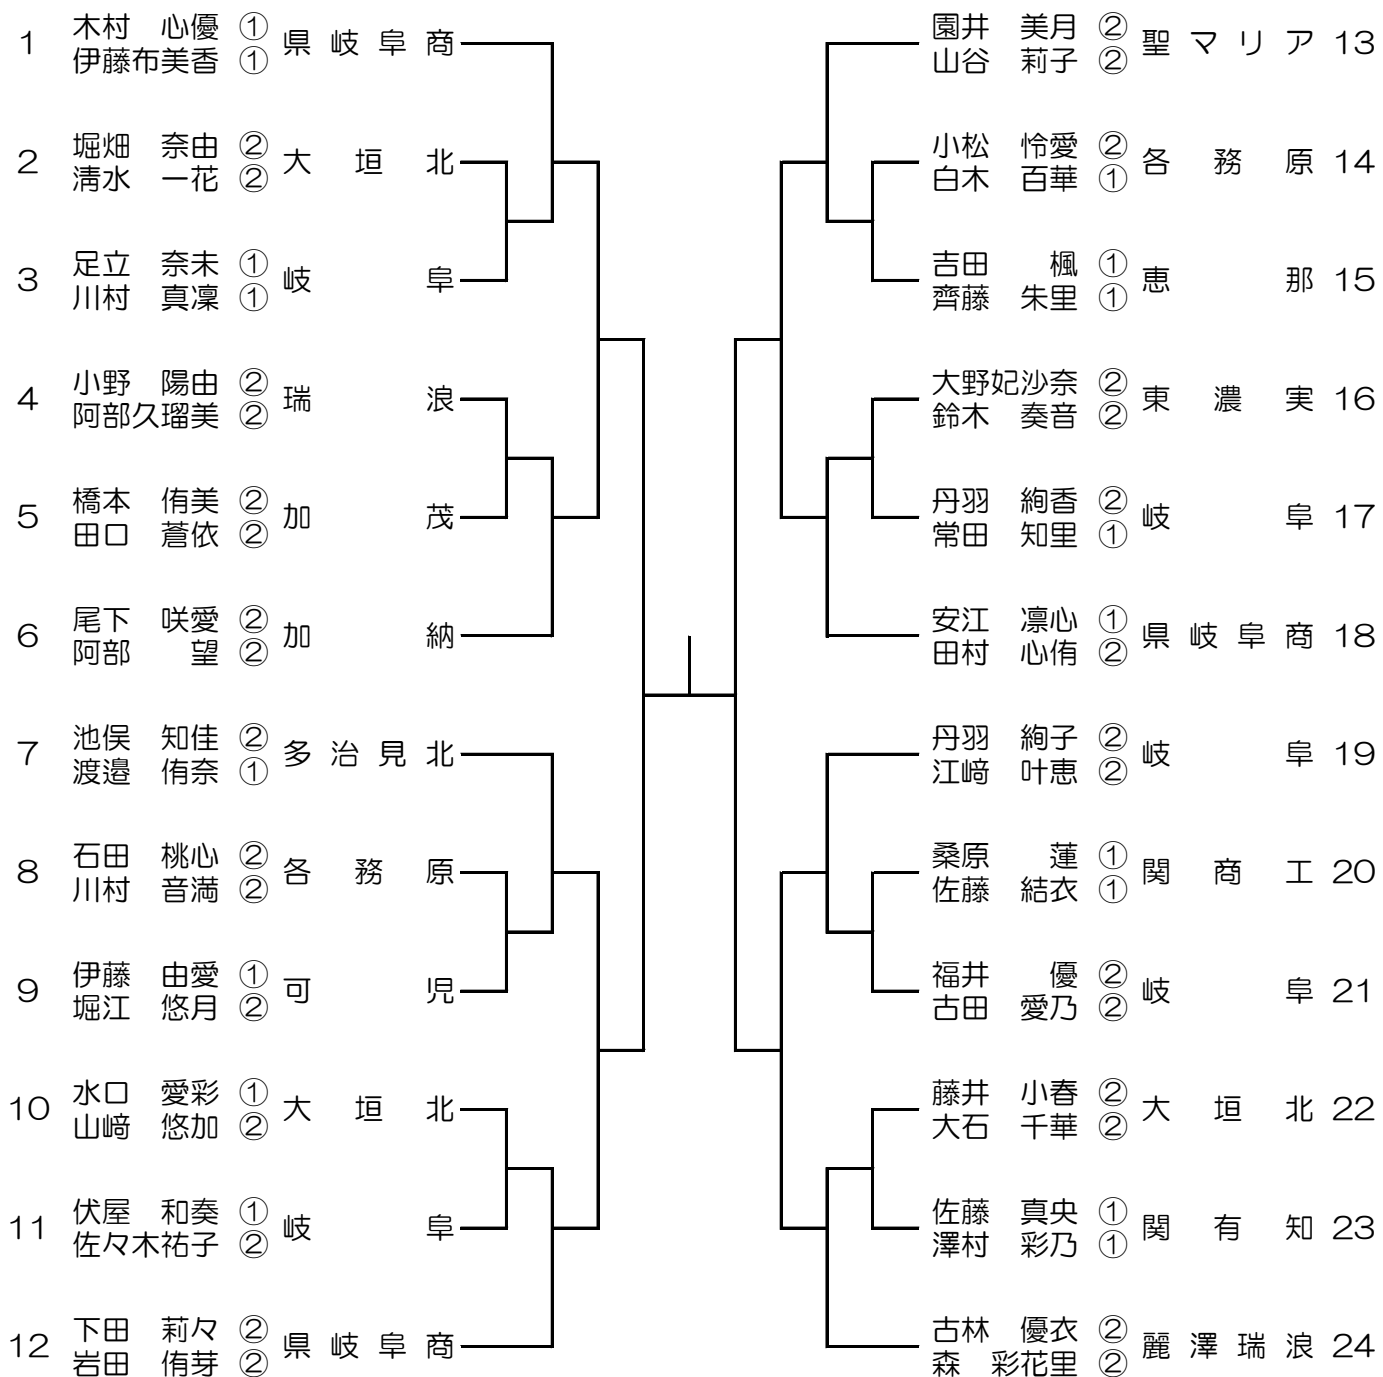 1 木村 心優 ① 県岐阜商
伊藤布美香 ①
2 堀畑 奈由 ② 大垣北
清水 一花 ②
3 足立 奈未 ① 岐阜
川村 真凜 ①
4 小野 陽由 ② 瑞浪
阿部久瑠美 ②
5 橋本 侑美 ② 加茂
田口 蒼依 ②
6 尾下 咲愛 ② 加納
阿部 望 ②
7 池俣 知佳 ② 多治見北
渡邉 侑奈 ①
8 石田 桃心 ② 各務原
川村 音満 ②
9 伊藤 由愛 ① 可児
堀江 悠月 ②
10 水口 愛彩 ① 大垣北
山﨑 悠加 ②
11 伏屋 和奏 ① 岐阜
佐々木祐子 ②
12 下田 莉々 ② 県岐阜商
岩田 侑芽 ②
園井 美月 ② 聖マリア 13
山谷 莉子 ②
小松 怜愛 ② 各務原 14
白木 百華 ①
吉田 楓 ① 恵那 15
齊藤 朱里 ①
大野妃沙奈 ② 東濃実 16
鈴木 奏音 ②
丹羽 絢香 ② 岐阜 17
常田 知里 ①
安江 凛心 ① 県岐阜商 18
田村 心侑 ②
丹羽 絢子 ② 岐阜 19
江﨑 叶恵 ②
桑原 蓮 ① 関商工 20
佐藤 結衣 ①
福井 優 ② 岐阜 21
古田 愛乃 ②
藤井 小春 ② 大垣北 22
大石 千華 ②
佐藤 真央 ① 関有知 23
澤村 彩乃 ①
古林 優衣 ② 麗澤瑞浪 24
森 彩花里 ②